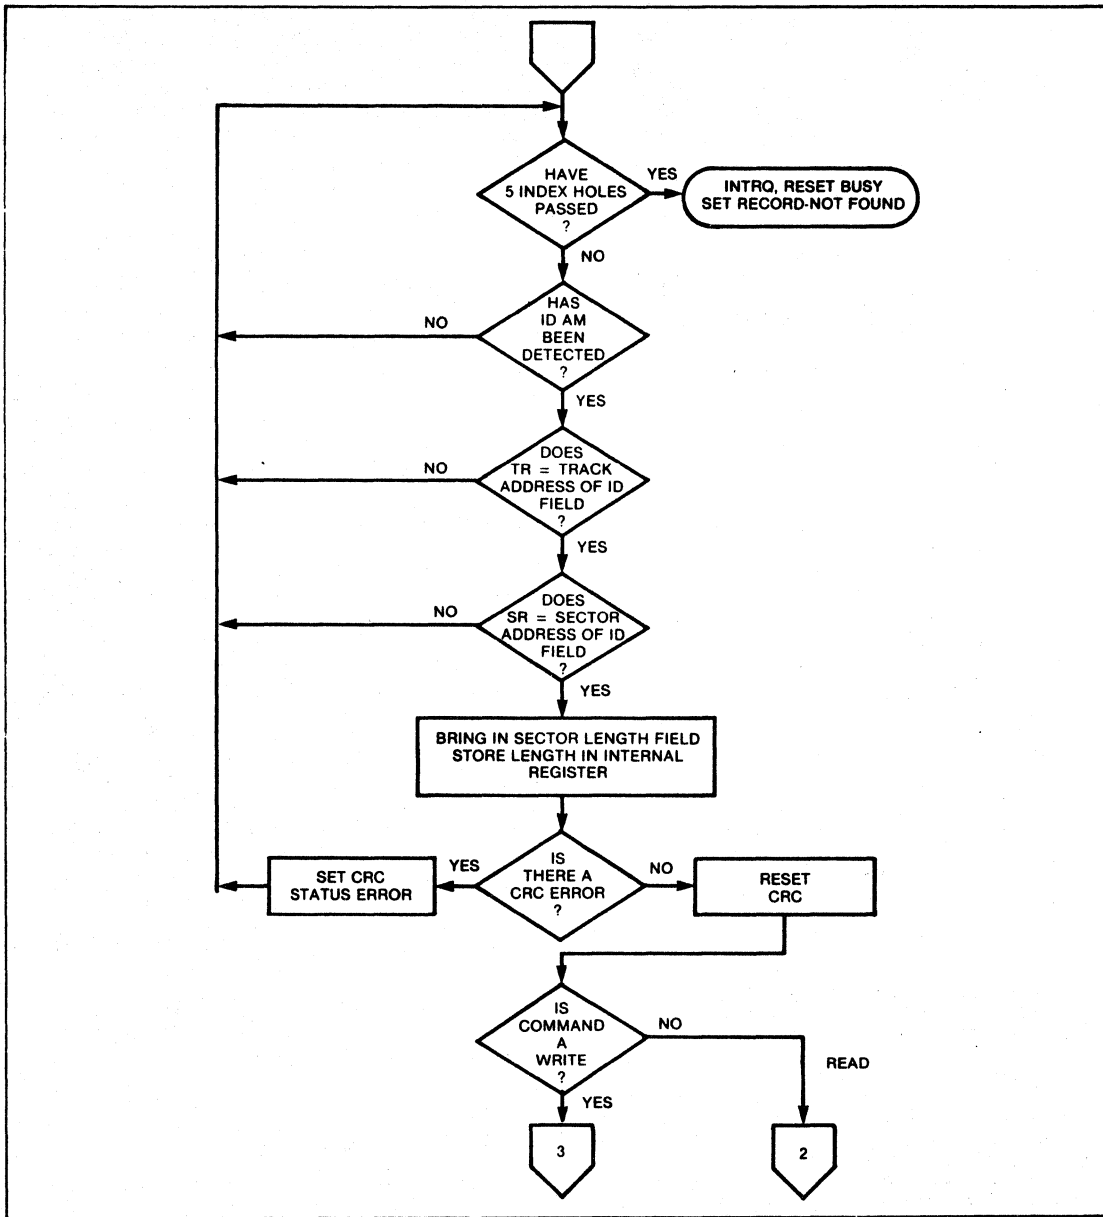 HAVE
5 INDEX HOLES
PASSED
?
YES
INTRQ, RESET BUSY
SET RECORD-NOT FOUND
NO
HAS
ID AM
BEEN
DETECTED
?
NO
YES
DOES
TR = TRACK
ADDRESS OF ID
FIELD
?
NO
YES
DOES
SR = SECTOR
ADDRESS OF ID
FIELD
?
NO
YES
BRING IN SECTOR LENGTH FIELD
STORE LENGTH IN INTERNAL
REGISTER
IS
THERE A
CRC ERROR
?
YES
SET CRC
STATUS ERROR
NO
RESET
CRC
IS
COMMAND
A
WRITE
?
NO
READ
YES
3
2